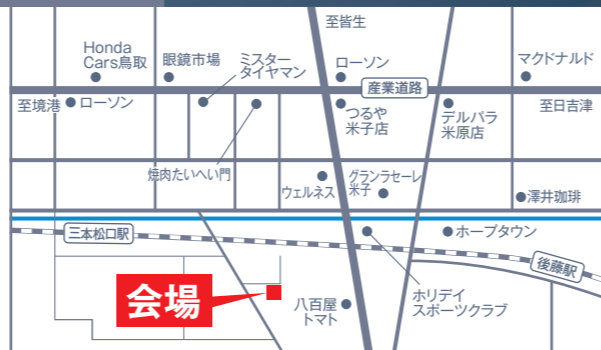 至皆生
Honda
Cars鳥取
眼鏡市場
ミスター
タイヤマン
ローソン
マクドナルド
産業道路
至境港
ローソン
つるや
米子店
デルパラ
米原店
至日吉津
焼肉たいへい門
ウェルネス
グランラセーレ
米子
澤井珈琲
三本松口駅
ホープタウン
後藤駅
会場
八百屋
トマト
ホリデイ
スポーツクラブ